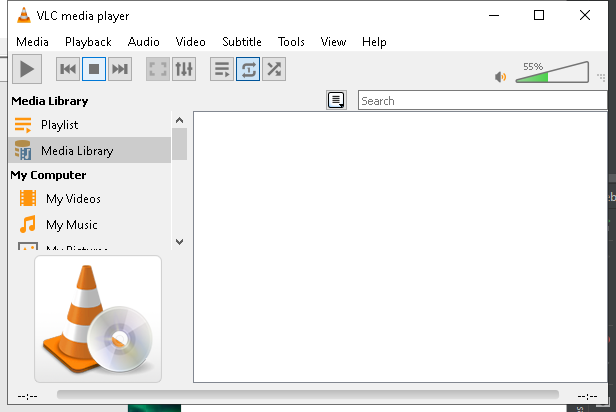 VLC media player
Media Playback Audio Video Subtitle Tools View Help
55%
Media Library
Search
Playlist
Media Library
My Computer
My Videos
My Music
My Pictures
--:-- --:--